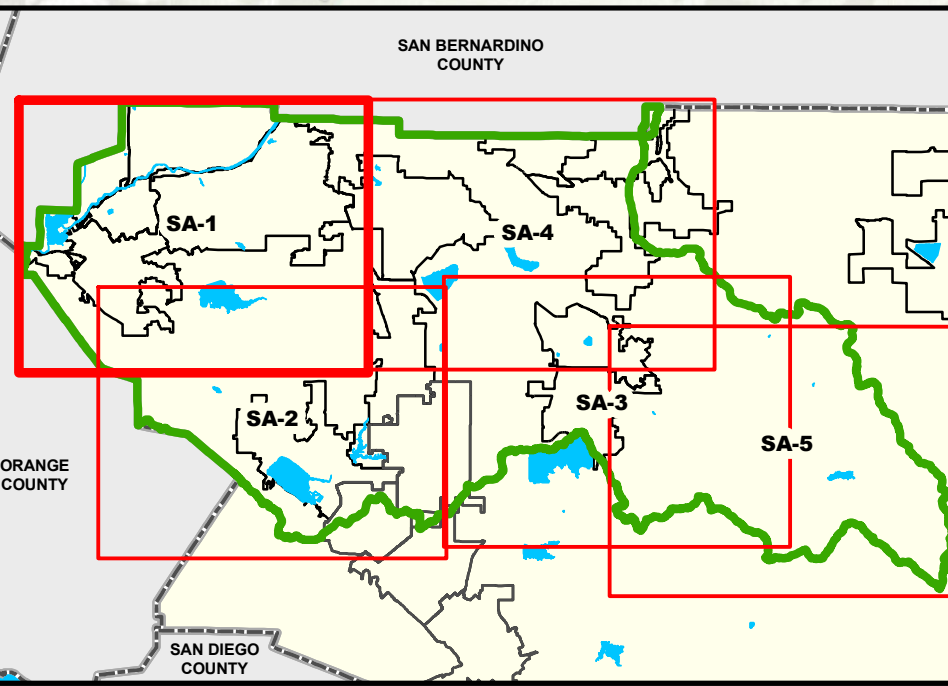 SAN BERNARDINO
COUNTY
SA-1
SA-4
SA-3
SA-2
SA-5
ORANGE
COUNTY
SAN DIEGO
COUNTY